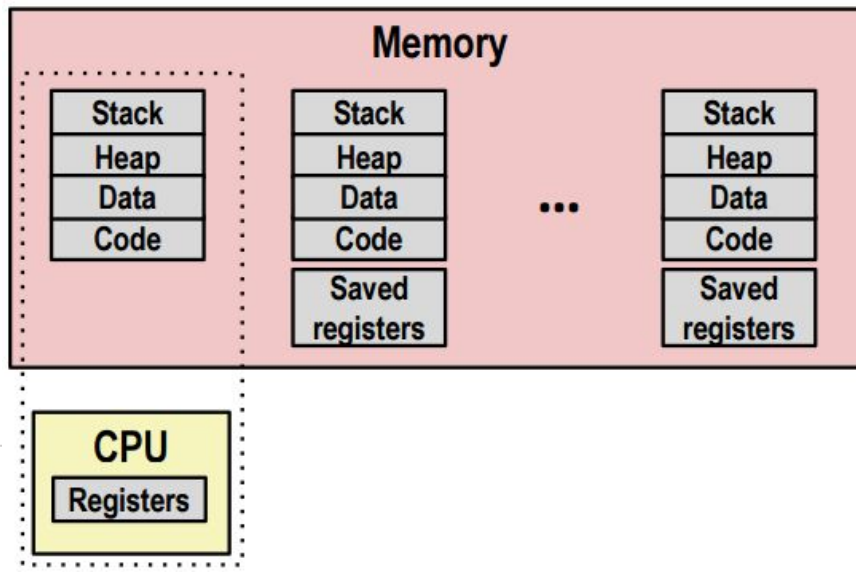 Memory
Stack
Heap
Data
Code
Stack
Heap
Data
Code
Saved
registers
...
Stack
Heap
Data
Code
Saved
registers
CPU
Registers